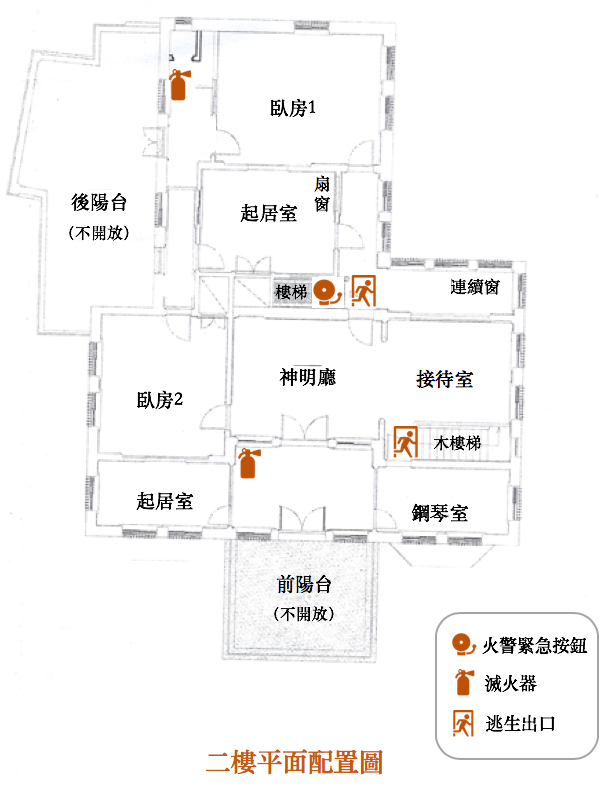 臥房1
扇
窗
後陽台
(不開放)
起居室
樓梯
連續窗
神明廳
接待室
臥房2
木樓梯
起居室
鋼琴室
前陽台
(不開放)
火警緊急按鈕
滅火器
逃生出口
二樓平面配置圖